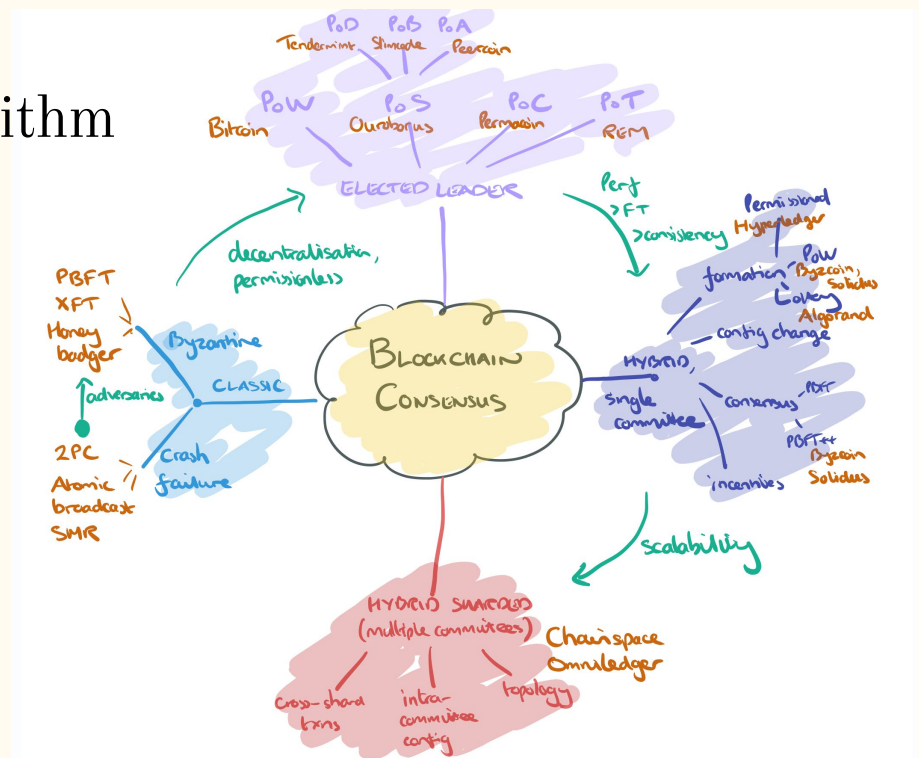 ithm
PoD PoB PoA
Tendermint Slimcode Peercoin
PoW PoS PoC PoT
Bitcoin Ouroborus Permacoin REM
ELECTED LEADER
decentralisation,
permissionless
Perf
>FT
>consistency
PBFT
XFT
Honey
badger
adversaries
2PC
Atomic
broadcast
SMR
Byzantine
CLASSIC
Crash
failure
BLOCKCHAIN
CONSENSUS
Permissioned
Hyperledger
formation
PoW
Byzcoin,
Solidus
Lottery
Algorand
config change
HYBRID,
single
committee
consensus
PBFT
PBFT++
Byzcoin
Solidus
incentives
scalability
HYBRID SHARDED
(multiple committees)
Chainspace
Omniledger
cross-shard
txns
intra-
committee
config
topology